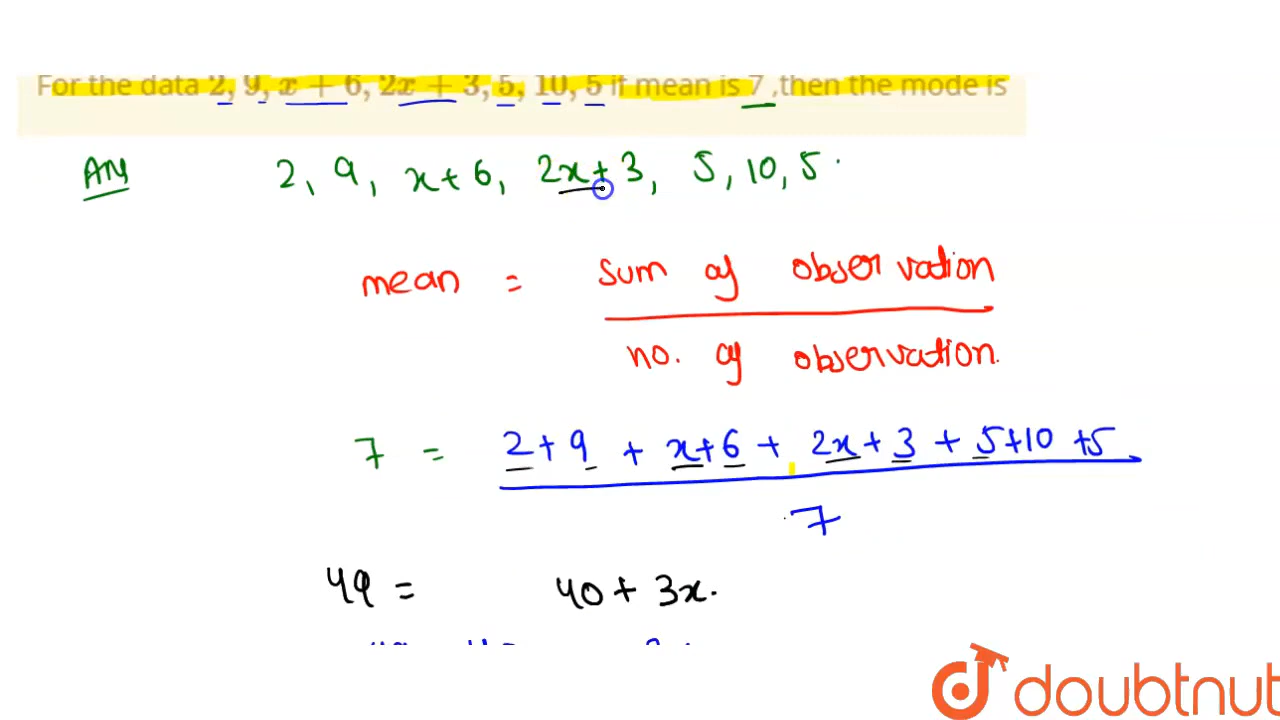 For the data 2, 9, x + 6, 2x + 3, 5, 10, 5 if mean is 7 ,then the mode is
Ans 2, 9, x+6, 2x+3, 5, 10, 5.
mean = sum of observation
no. of observation.
7 = 2+9 + x+6 + 2x+3 + 5+10 +5
7
49 = 40 + 3x.
doubtnut